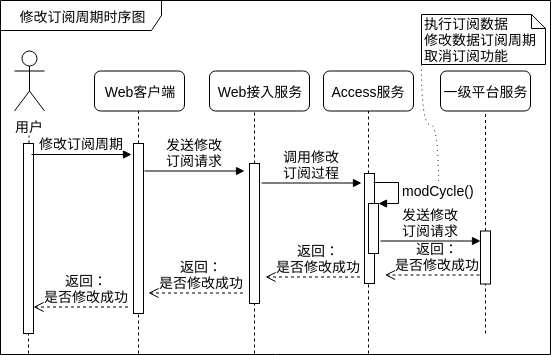 修改订阅周期时序图
执行订阅数据
修改数据订阅周期
取消订阅功能
Web客户端
Web接入服务
Access服务
一级平台服务
用户
修改订阅周期
发送修改
订阅请求
调用修改
订阅过程
modCycle()
发送修改
订阅请求
返回：
是否修改成功
返回：
是否修改成功
返回：
是否修改成功
返回：
是否修改成功